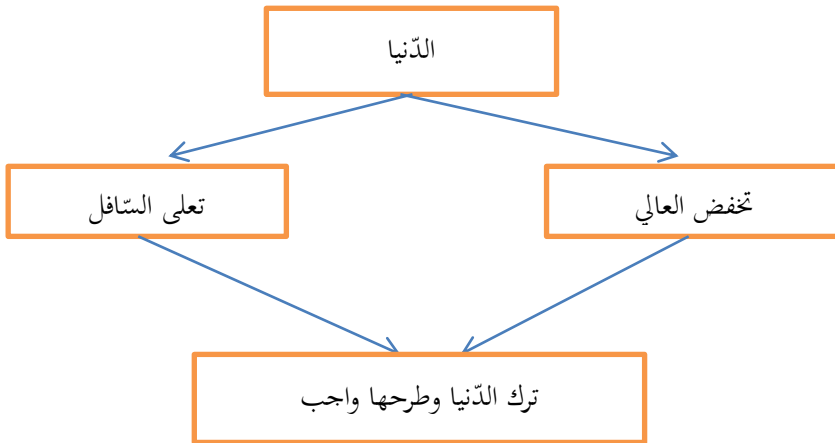 الدّنيا
تخفض العالي
تعلى السّافل
ترك الدّنيا وطرحها واجب